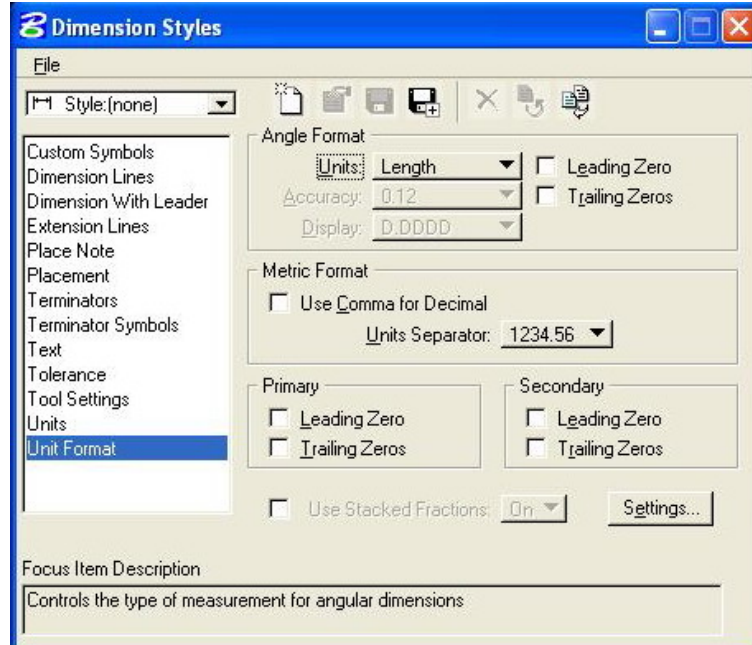 Dimension Styles
File
Style:(none)
Custom Symbols
Dimension Lines
Dimension With Leader
Extension Lines
Place Note
Placement
Terminators
Terminator Symbols
Text
Tolerance
Tool Settings
Units
Unit Format
Angle Format
Units: Length
Leading Zero
Accuracy: 0.12
Trailing Zeros
Display: D.DDDD
Metric Format
Use Comma for Decimal
Units Separator: 1234.56
Primary
Leading Zero
Trailing Zeros
Secondary
Leading Zero
Trailing Zeros
Use Stacked Fractions: On
Settings...
Focus Item Description
Controls the type of measurement for angular dimensions